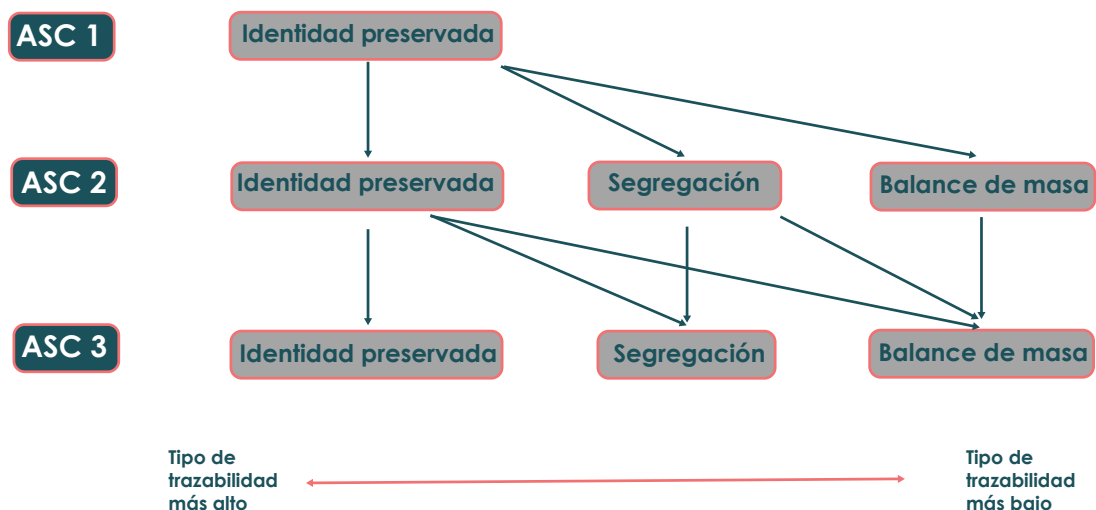 ASC 1
Identidad preservada
ASC 2
Identidad preservada
Segregación
Balance de masa
ASC 3
Identidad preservada
Segregación
Balance de masa
Tipo de
trazabilidad
más alto
Tipo de
trazabilidad
más bajo